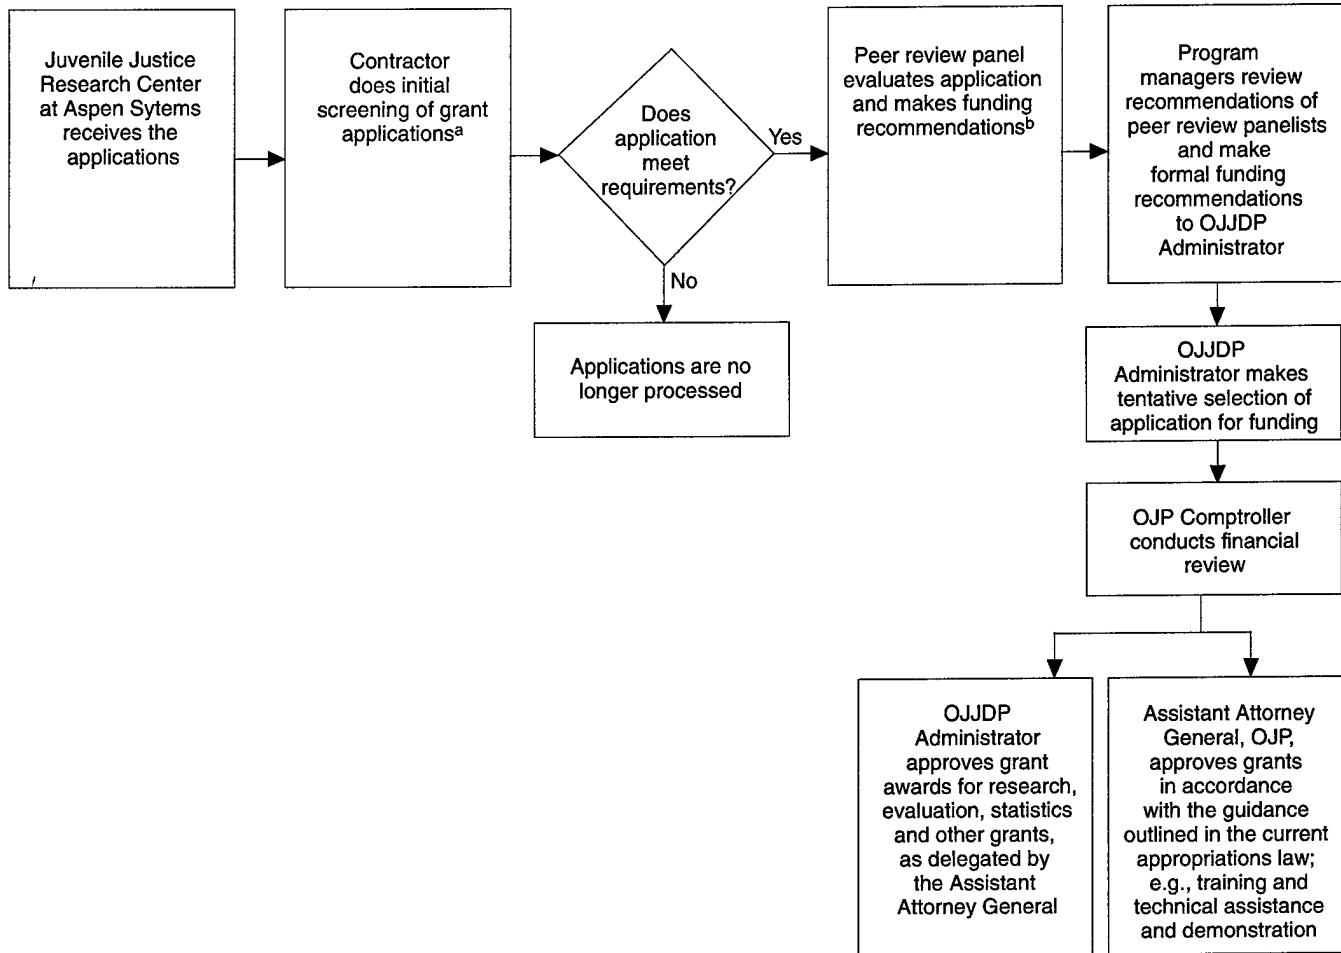 Juvenile Justice
Research Center
at Aspen Sytems
receives the
applications
Contractor
does initial
screening of grant
applicationsa
Does
application
meet
requirements?
Yes
No
Applications are no
longer processed
Peer review panel
evaluates application
and makes funding
recommendationsb
Program
managers review
recommendations of
peer review panelists
and make
formal funding
recommendations
to OJJDP
Administrator
OJJDP
Administrator makes
tentative selection of
application for funding
OJP Comptroller
conducts financial
review
OJJDP
Administrator
approves grant
awards for research,
evaluation, statistics
and other grants,
as delegated by
the Assistant
Attorney General
Assistant Attorney
General, OJP,
approves grants
in accordance
with the guidance
outlined in the current
appropriations law;
e.g., training and
technical assistance
and demonstration